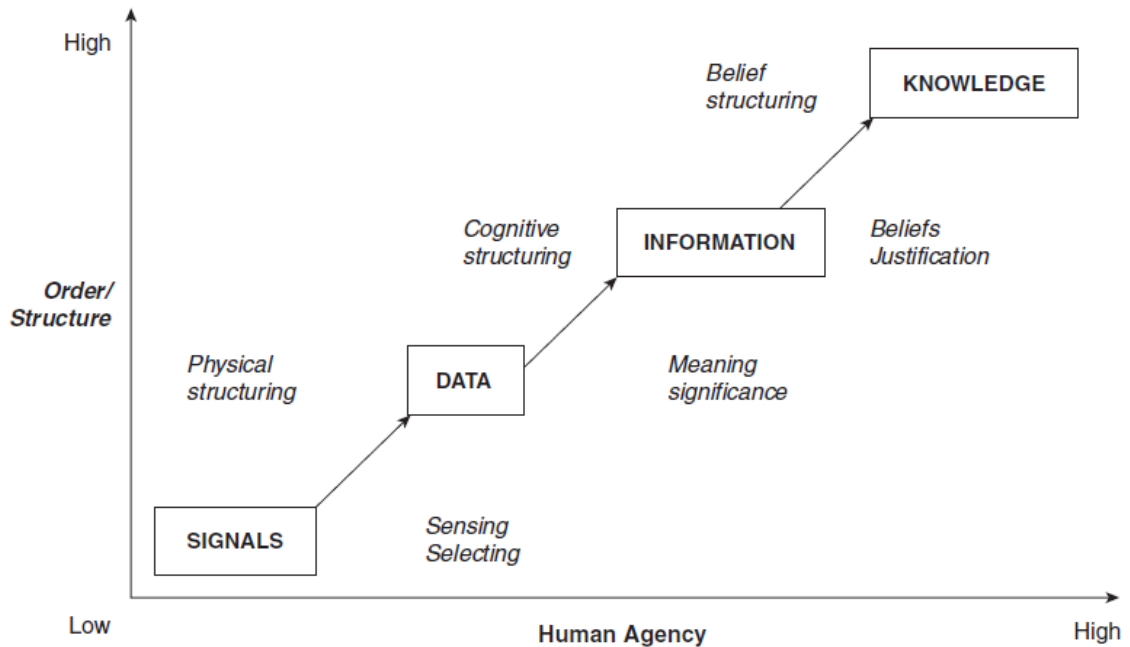 High
Belief
structuring
KNOWLEDGE
Cognitive
structuring
INFORMATION
Beliefs
Justification
Order/
Structure
Physical
structuring
DATA
Meaning
significance
SIGNALS
Sensing
Selecting
Low
Human Agency
High